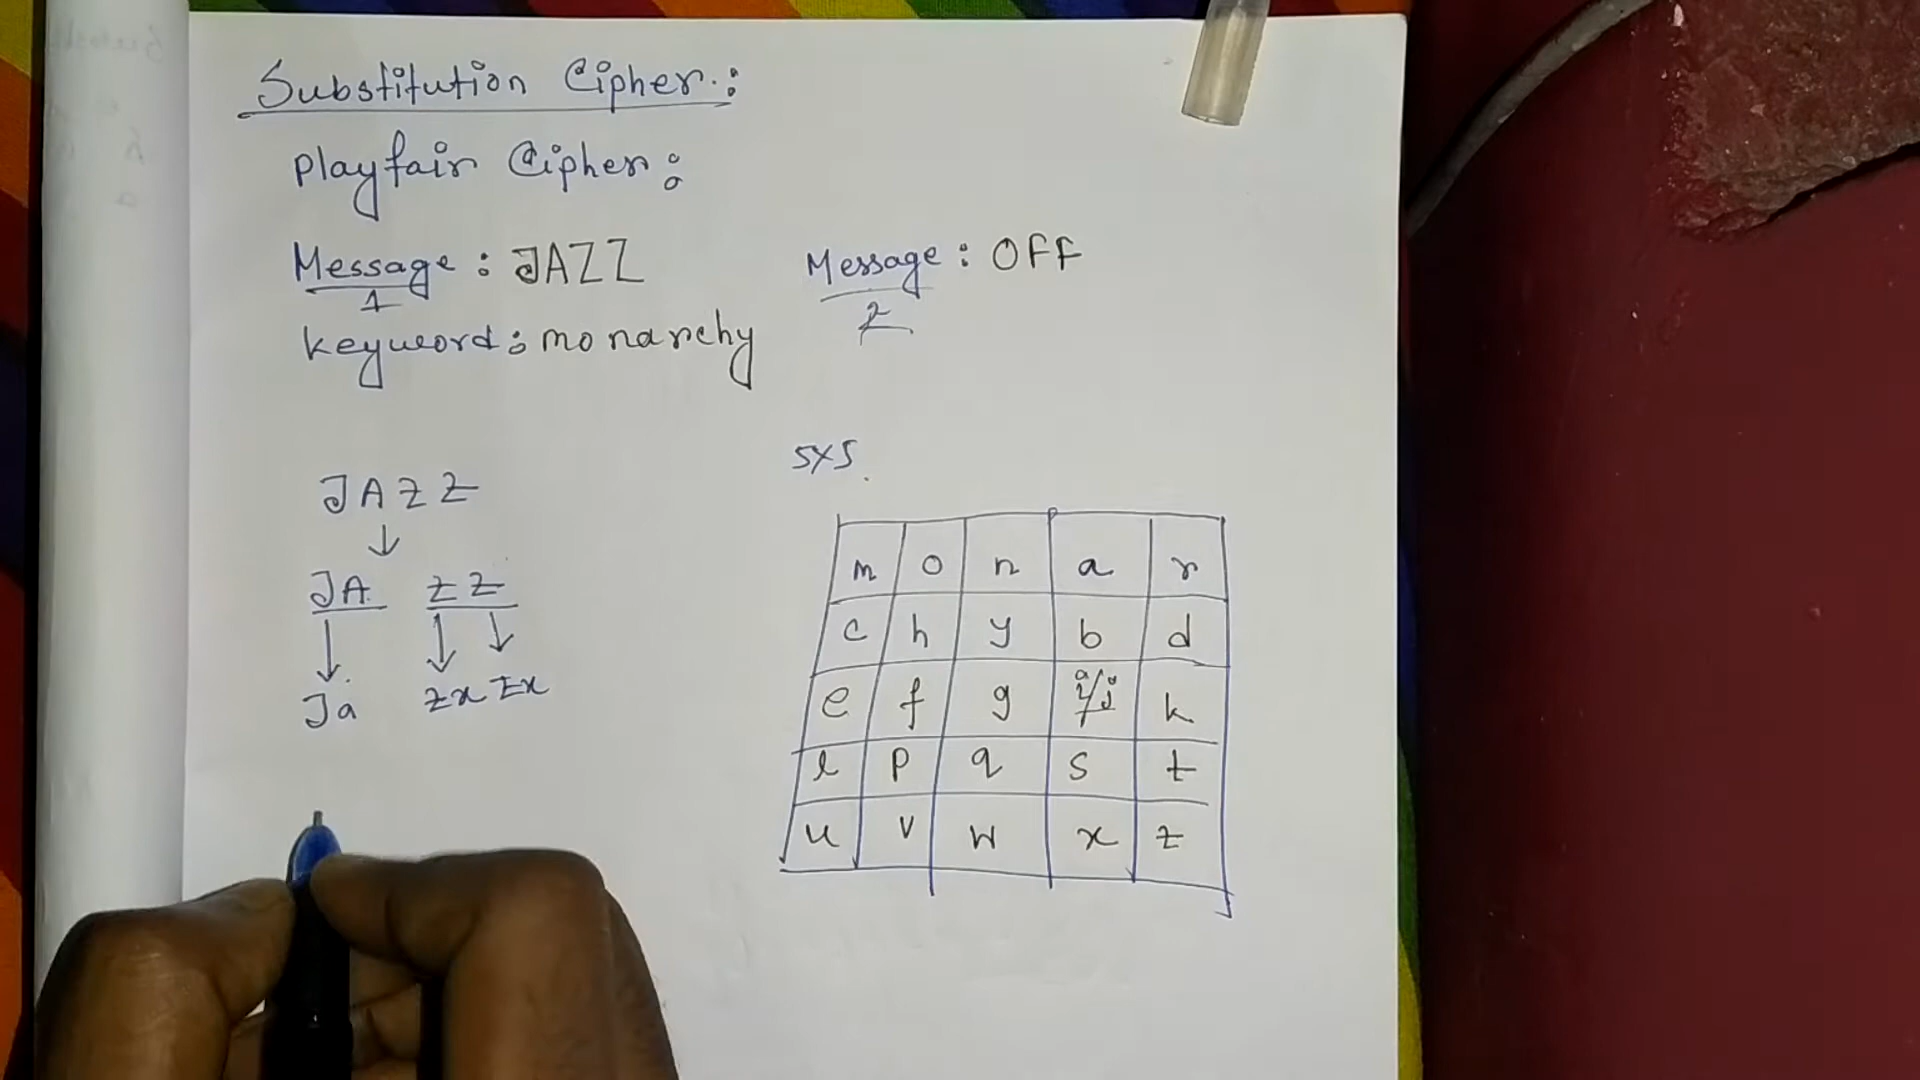 Substitution Cipher:
Playfair Cipher:
Message : JAZZ
1
Message : OFF
2
keyword: monarchy
JAZZ
JA ZZ
Ja zx zx
5x5
m o n a r
c h y b d
e f g i/j k
l p q s t
u v w x z